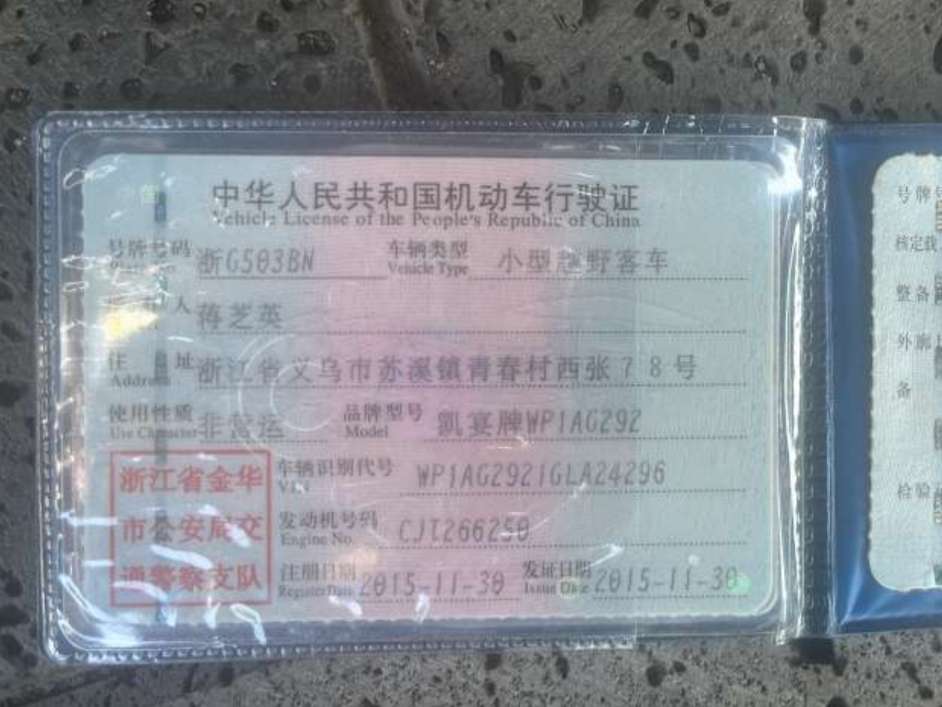 中华人民共和国机动车行驶证
Vehicle License of the People's Republic of China
号牌号码 浙G503BN 车辆类型 小型越野客车
Vehicle Type
人 蒋芝英
住 址 浙江省义乌市苏溪镇青春村西张78号
Address
使用性质 非营运 品牌型号 凯宴牌WP1AG292
Use Character Model
浙江省金华
市公安局交
通警察支队
车辆识别代号 WP1AG2921GLA24296
VIN
发动机号码 CJT266250
Engine No.
注册日期 2015-11-30 发证日期 2015-11-30
Register Date Issue Date
号牌
核定载
整备
外廓
备
检验